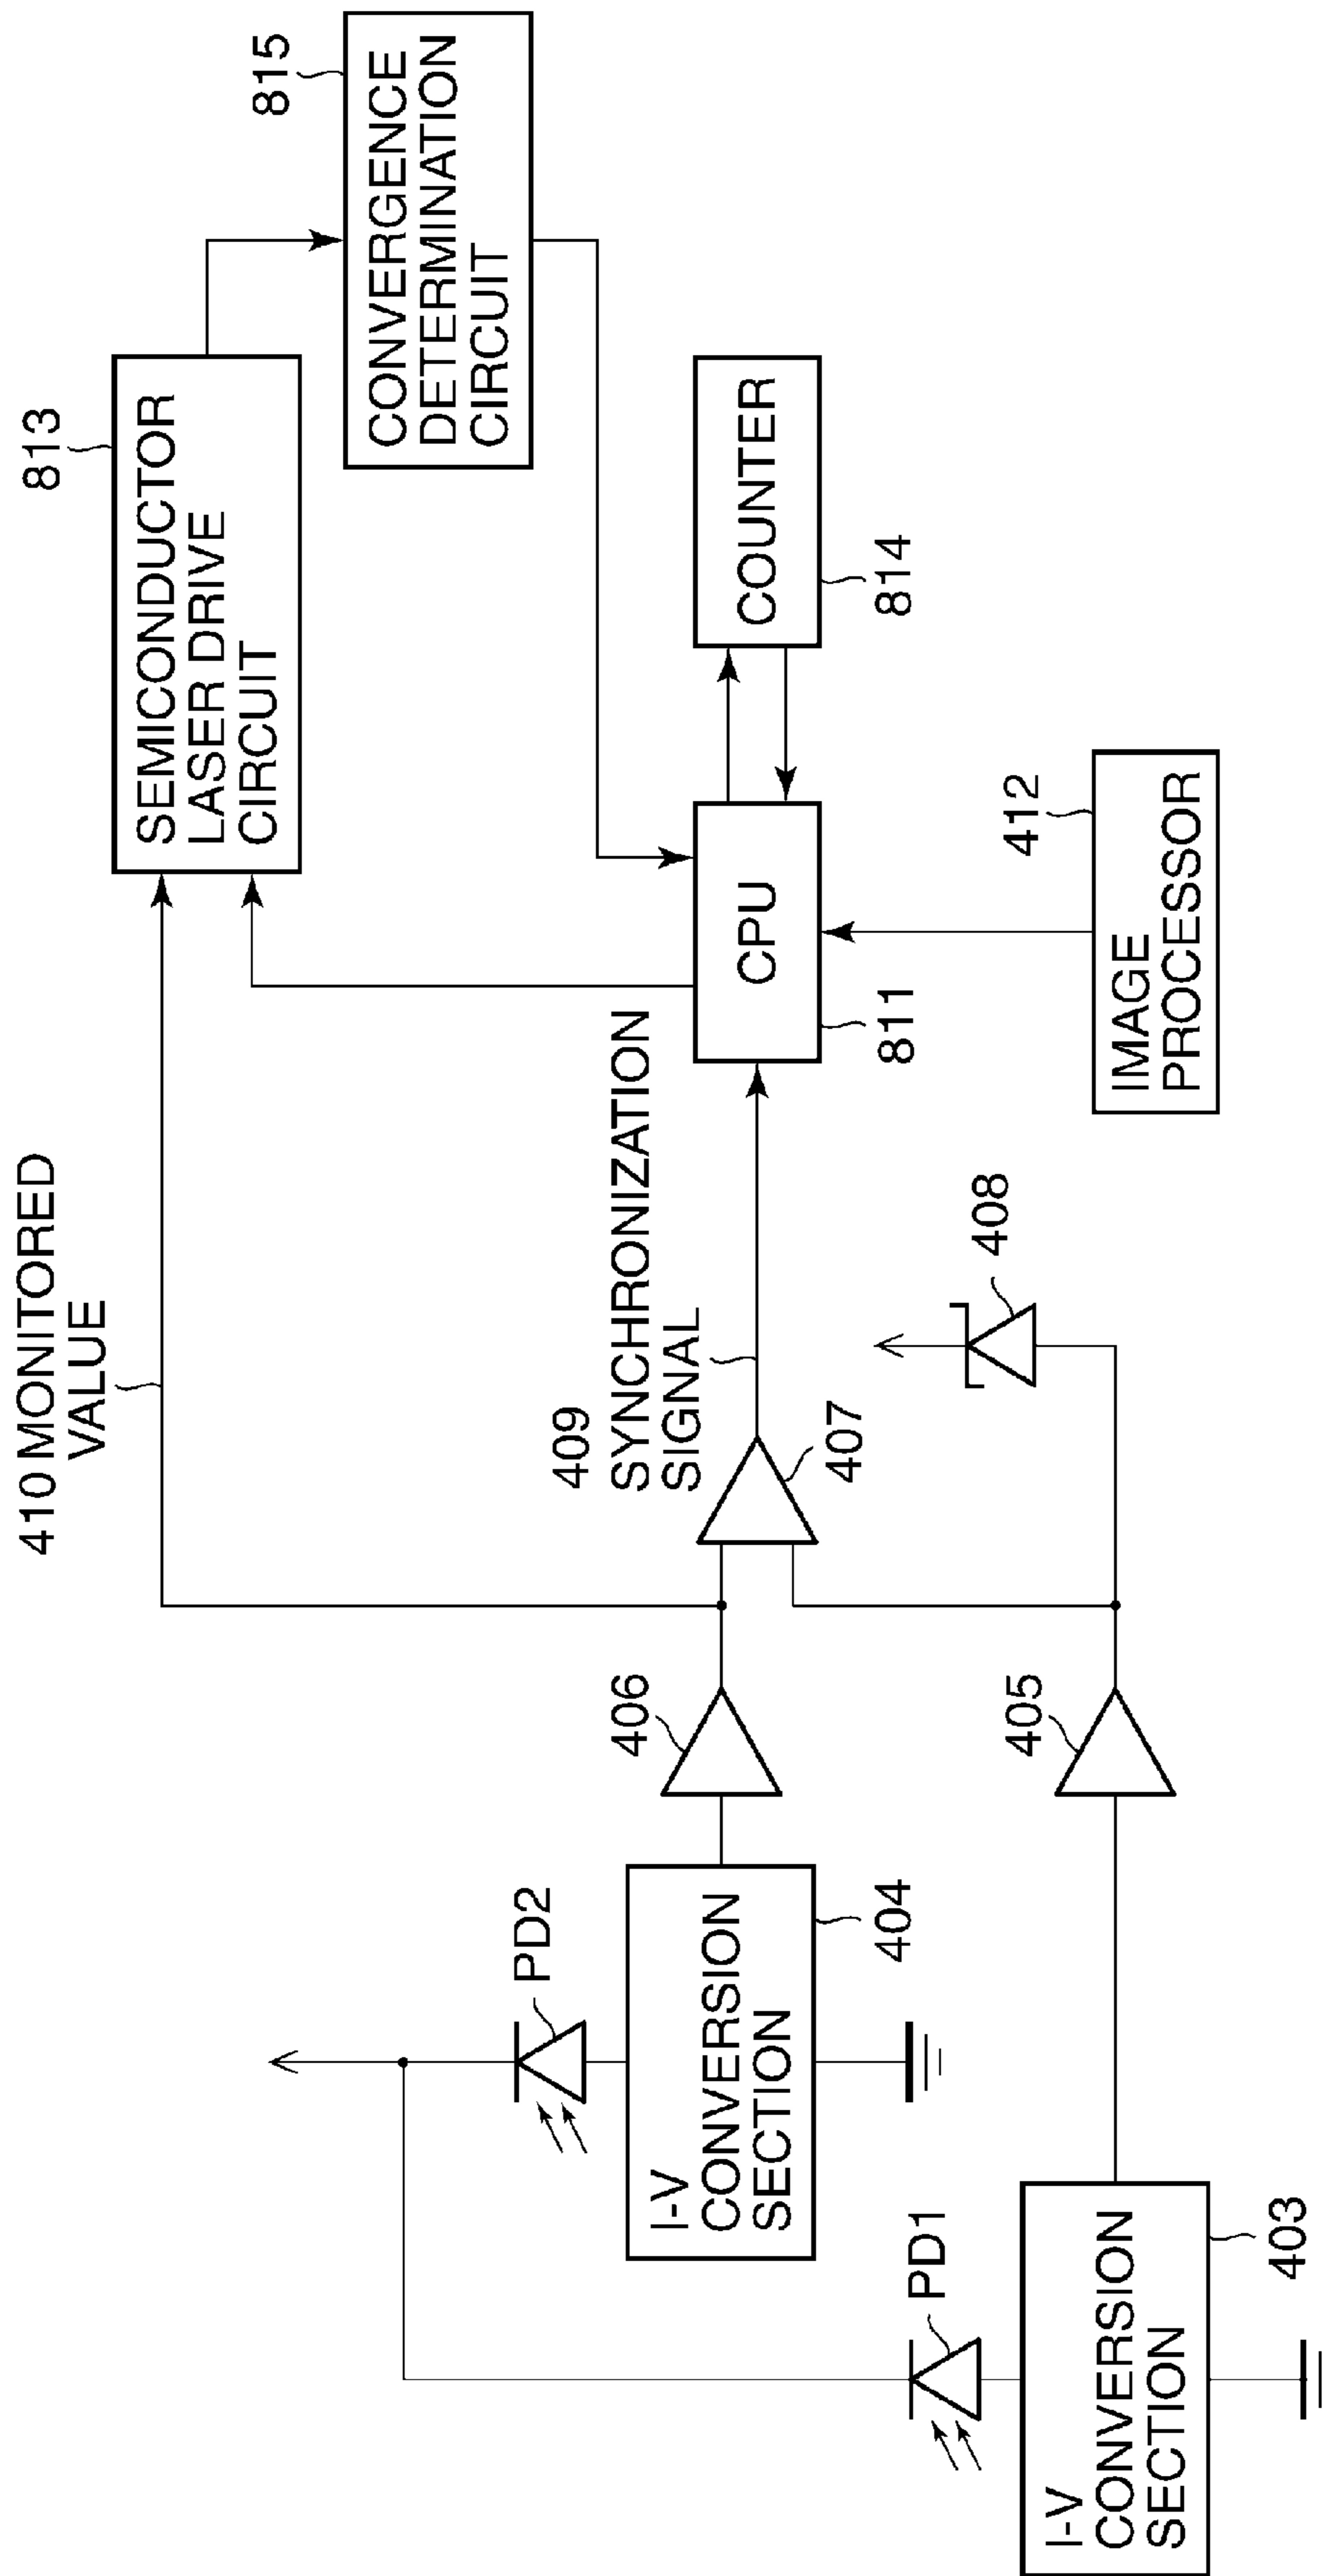 410 MONITORED
VALUE
813
SEMICONDUCTOR
LASER DRIVE
CIRCUIT
815
CONVERGENCE
DETERMINATION
CIRCUIT
PD2
I-V
CONVERSION
SECTION
404
406
409
SYNCHRONIZATION
SIGNAL
407
CPU
811
COUNTER
814
PD1
I-V
CONVERSION
SECTION
403
405
408
412
IMAGE
PROCESSOR